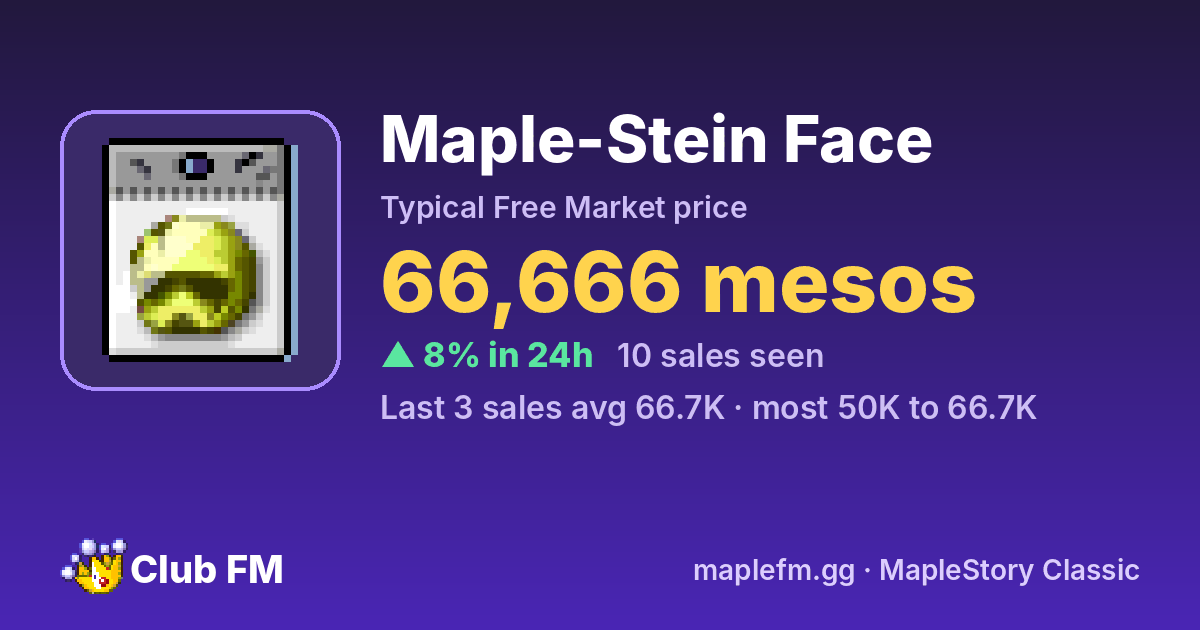 Maple-Stein Face
Typical Free Market price
66,666 mesos
▲ 8% in 24h 10 sales seen
Last 3 sales avg 66.7K · most 50K to 66.7K
Club FM
maplefm.gg · MapleStory Classic